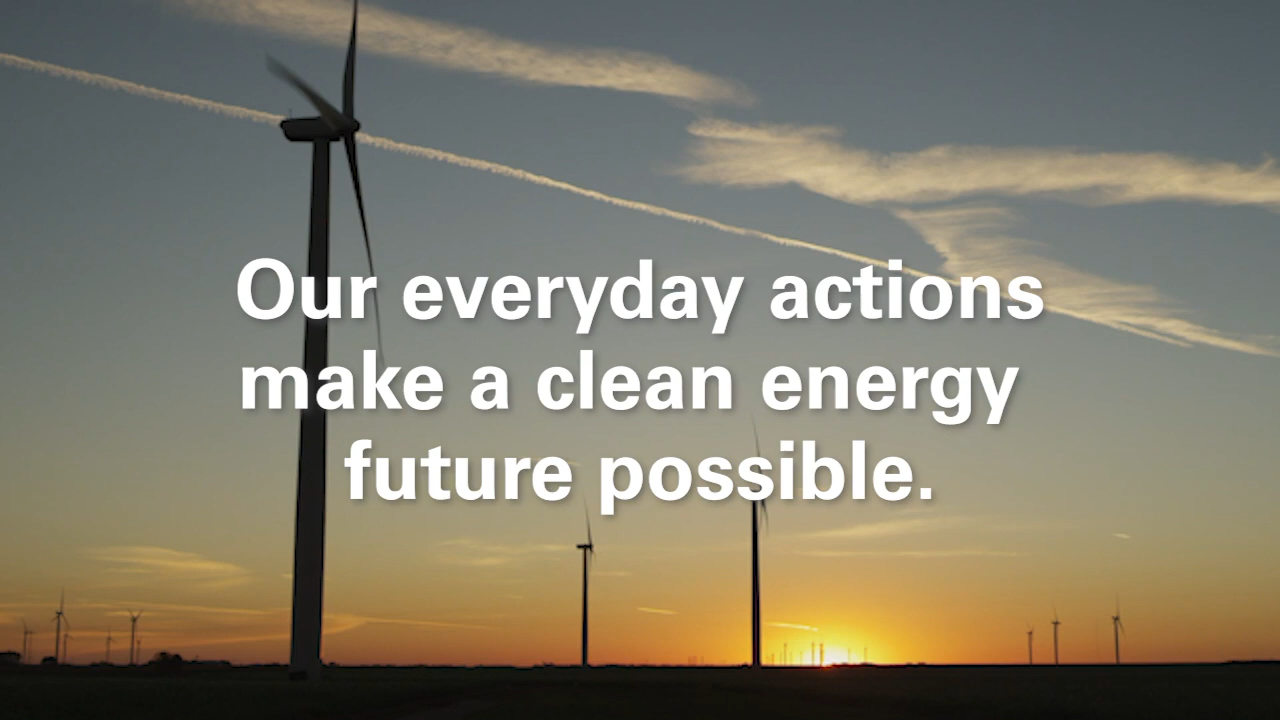 Our everyday actions
make a clean energy
future possible.